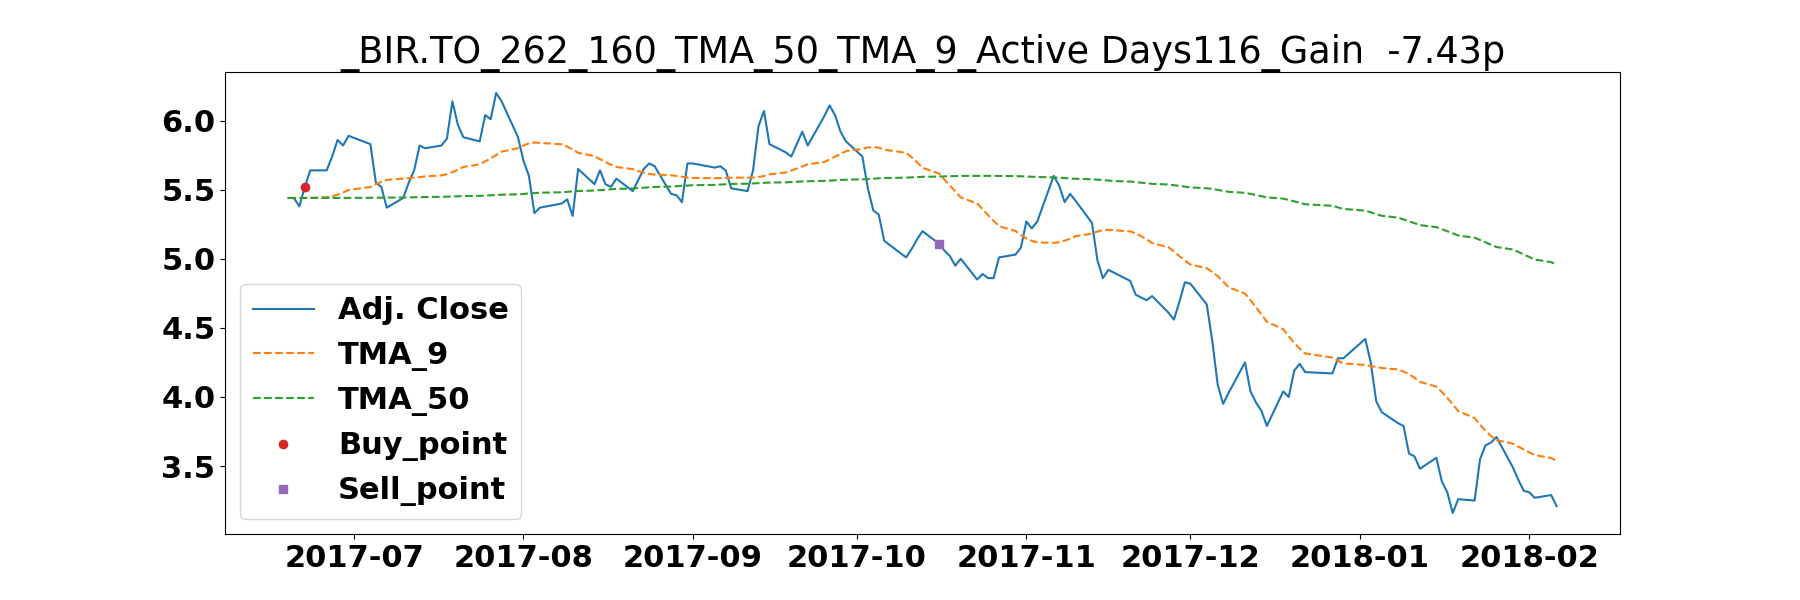 _BIR.TO_262_160_TMA_50_TMA_9_Active Days116_Gain  -7.43p
6.0
5.5
5.0
4.5
4.0
3.5
Adj. Close
TMA_9
TMA_50
Buy_point
Sell_point
2017-07 2017-08 2017-09 2017-10 2017-11 2017-12 2018-01 2018-02